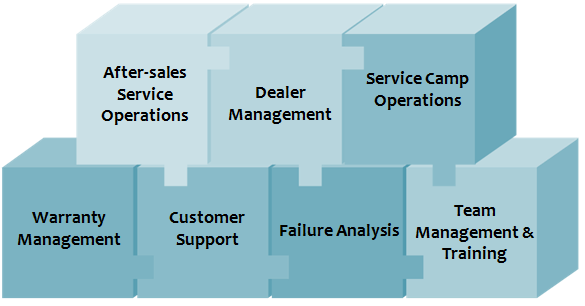 After-sales
Service
Operations
Dealer
Management
Service Camp
Operations
Warranty
Management
Customer
Support
Failure Analysis
Team
Management &
Training